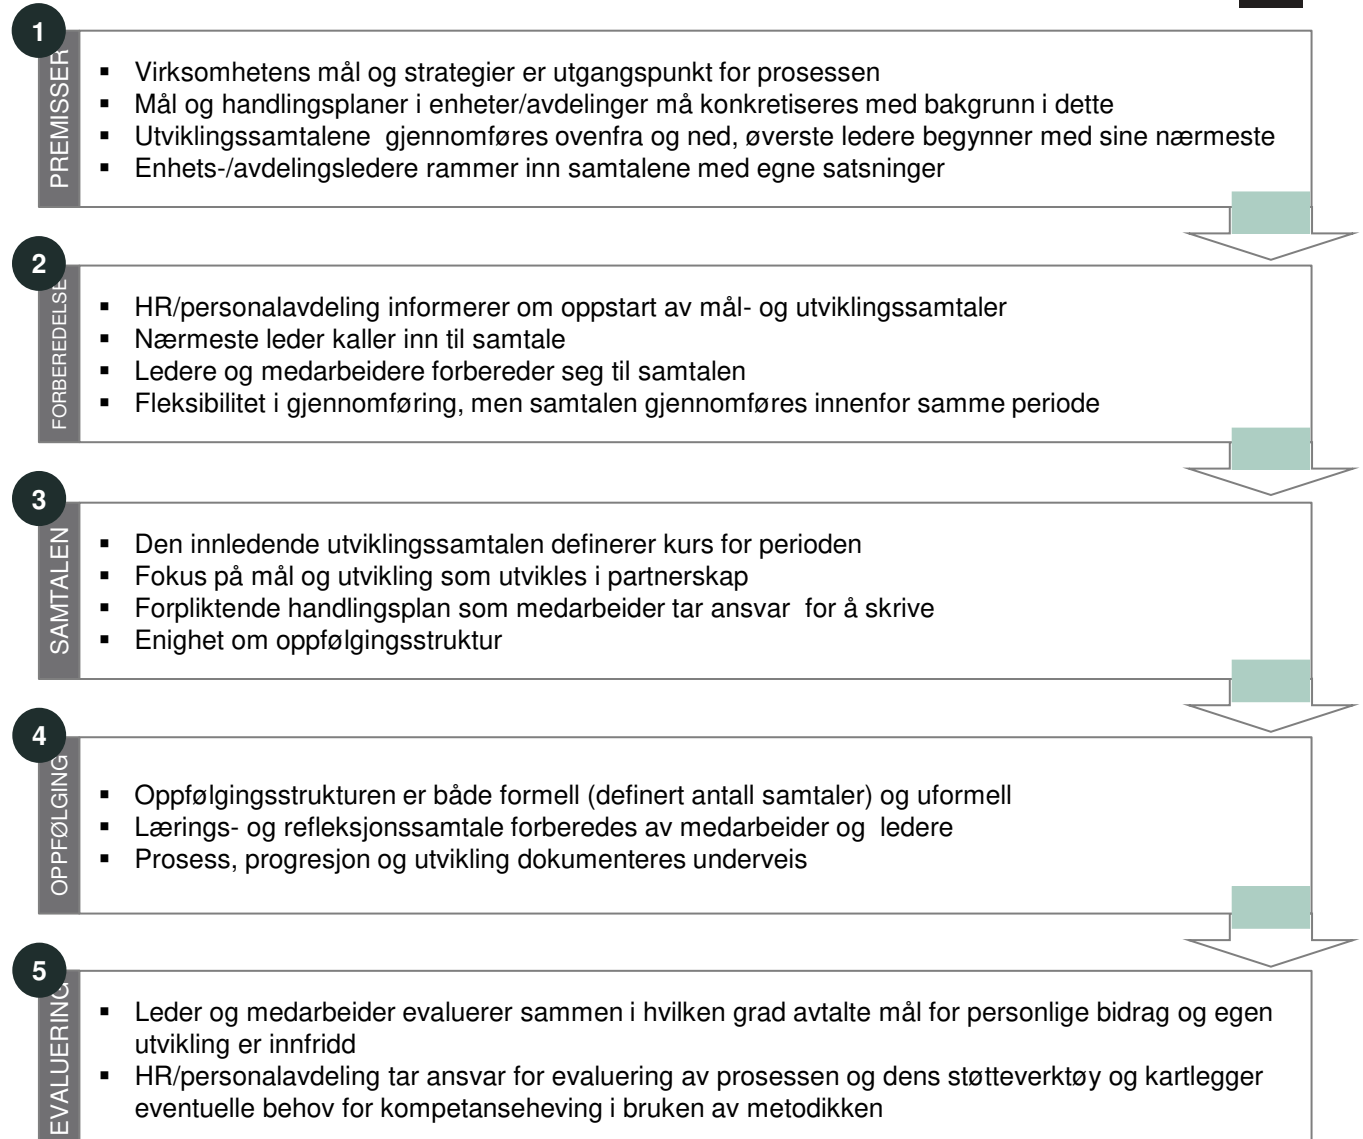 1
PREMISSER
▪ Virksomhetens mål og strategier er utgangspunkt for prosessen
▪ Mål og handlingsplaner i enheter/avdelinger må konkretiseres med bakgrunn i dette
▪ Utviklingssamtalene  gjennomføres ovenfra og ned, øverste ledere begynner med sine nærmeste
▪ Enhets-/avdelingsledere rammer inn samtalene med egne satsninger
2
FORBEREDELSE
▪ HR/personalavdeling informerer om oppstart av mål- og utviklingssamtaler
▪ Nærmeste leder kaller inn til samtale
▪ Ledere og medarbeidere forbereder seg til samtalen
▪ Fleksibilitet i gjennomføring, men samtalen gjennomføres innenfor samme periode
3
SAMTALEN
▪ Den innledende utviklingssamtalen definerer kurs for perioden
▪ Fokus på mål og utvikling som utvikles i partnerskap
▪ Forpliktende handlingsplan som medarbeider tar ansvar  for å skrive
▪ Enighet om oppfølgingsstruktur
4
OPPFØLGING
▪ Oppfølgingsstrukturen er både formell (definert antall samtaler) og uformell
▪ Lærings- og refleksjonssamtale forberedes av medarbeider og  ledere
▪ Prosess, progresjon og utvikling dokumenteres underveis
5
EVALUERING
▪ Leder og medarbeider evaluerer sammen i hvilken grad avtalte mål for personlige bidrag og egen
utvikling er innfridd
▪ HR/personalavdeling tar ansvar for evaluering av prosessen og dens støtteverktøy og kartlegger
eventuelle behov for kompetanseheving i bruken av metodikken